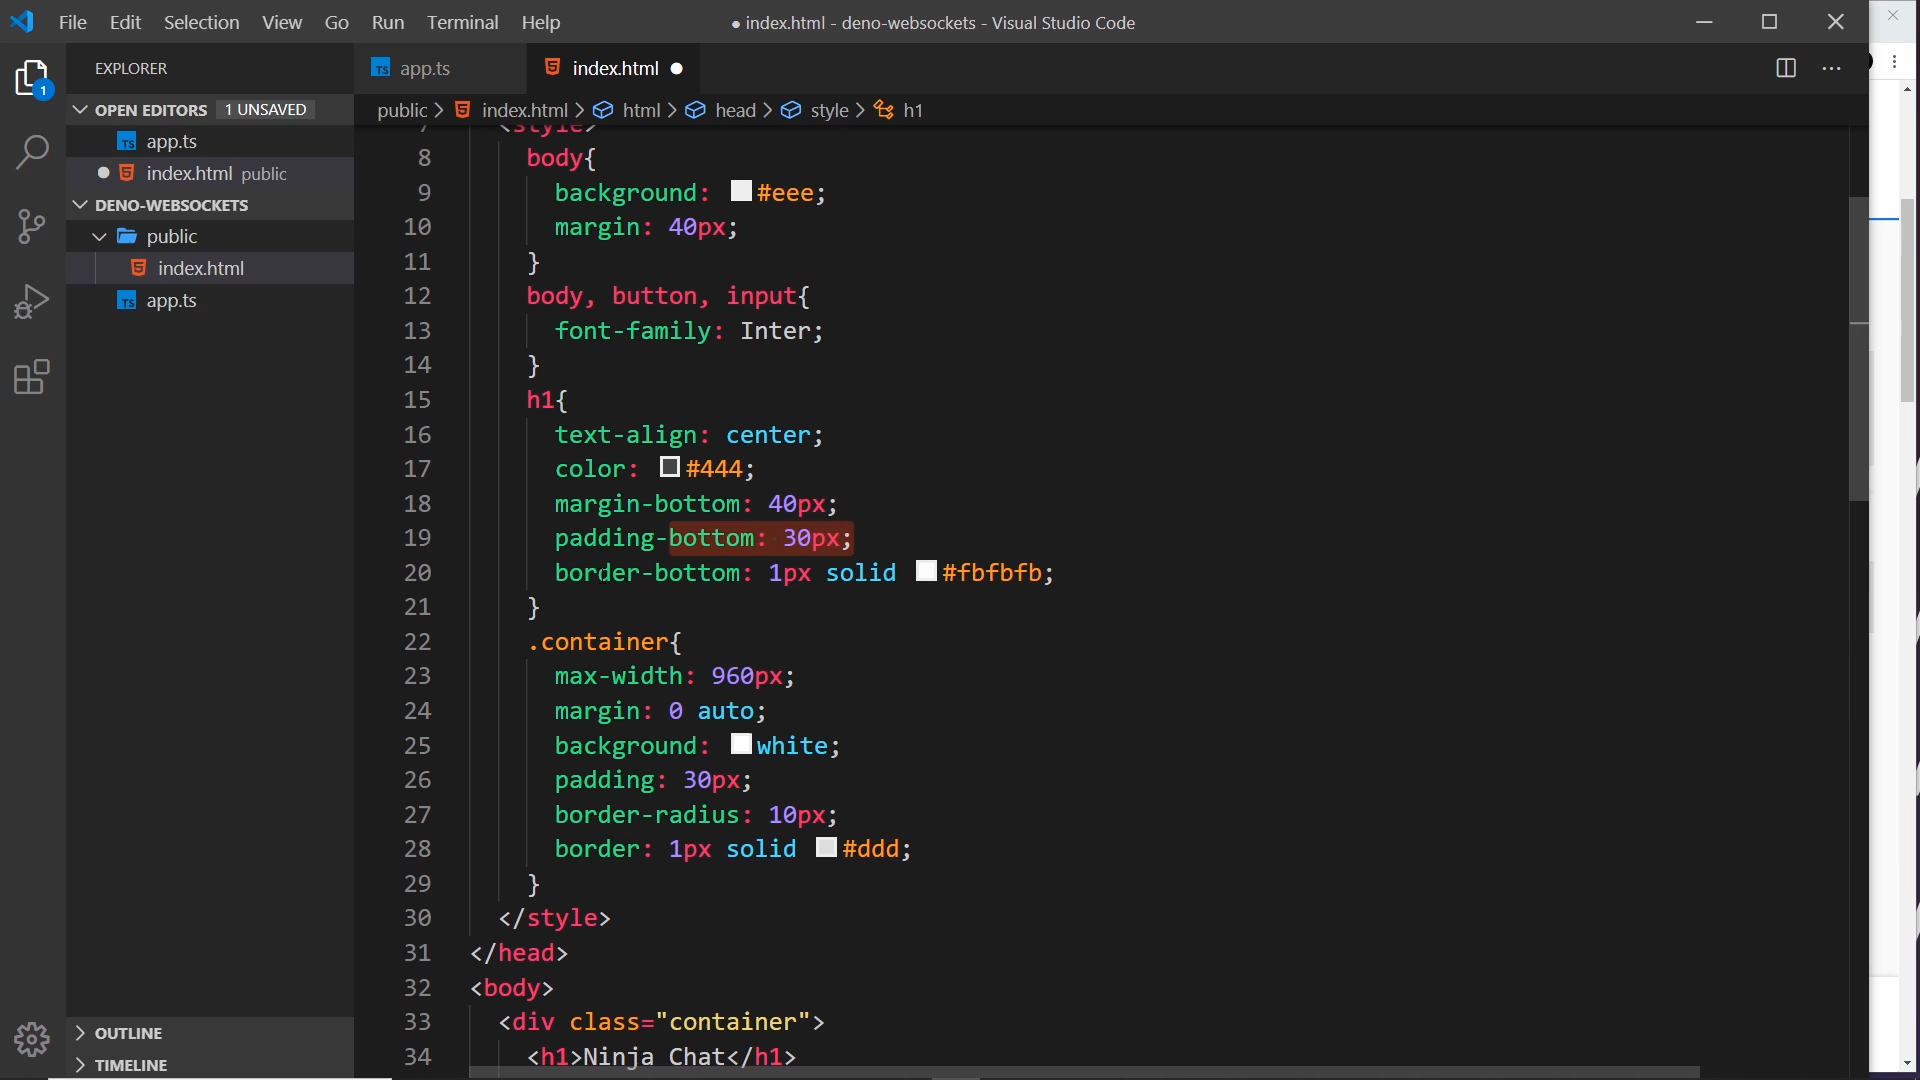 File Edit Selection View Go Run Terminal Help
● index.html - deno-websockets - Visual Studio Code
EXPLORER
app.ts
index.html
1
OPEN EDITORS 1 UNSAVED
public > index.html > html > head > style > h1
TS app.ts
index.html public
DENO-WEBSOCKETS
public
index.html
TS app.ts
7 <style>
8 body{
9 background: #eee;
10 margin: 40px;
11 }
12 body, button, input{
13 font-family: Inter;
14 }
15 h1{
16 text-align: center;
17 color: #444;
18 margin-bottom: 40px;
19 padding-bottom: 30px;
20 border-bottom: 1px solid #fbfbfb;
21 }
22 .container{
23 max-width: 960px;
24 margin: 0 auto;
25 background: white;
26 padding: 30px;
27 border-radius: 10px;
28 border: 1px solid #ddd;
29 }
30 </style>
31 </head>
32 <body>
33 <div class="container">
34 <h1>Ninja Chat</h1>
OUTLINE
TIMELINE